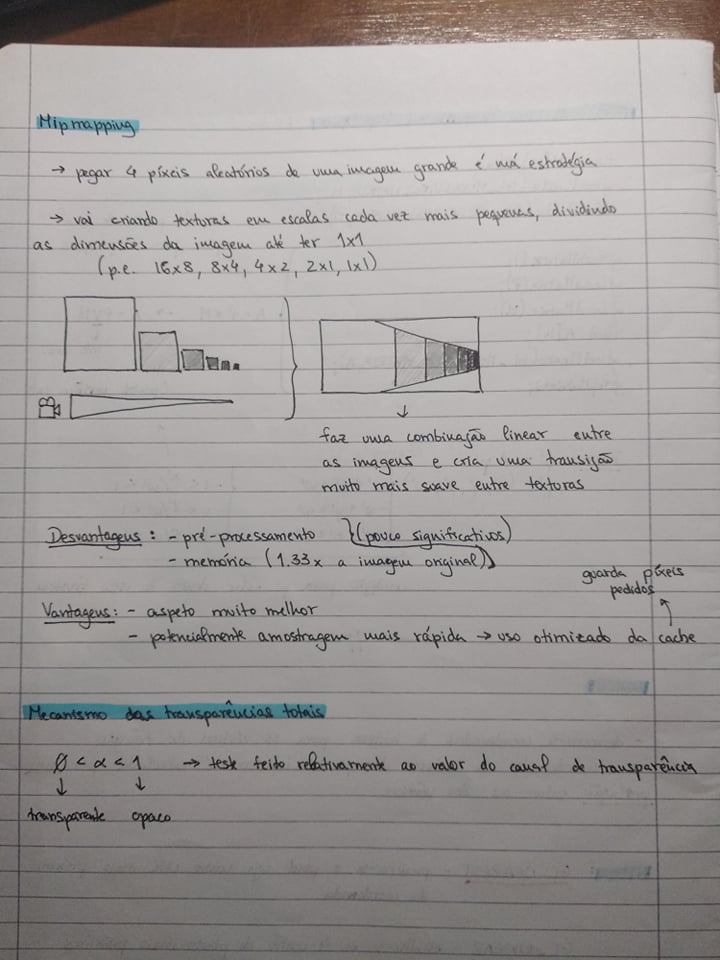 Mipmapping
→ pegar 4 píxeis aleatórios de uma imagem grande é má estratégia
→ vai criando texturas em escalas cada vez mais pequenas, dividindo
as dimensões da imagem até ter 1x1
(p.e. 16x8, 8x4, 4x2, 2x1, 1x1)
faz uma combinação linear entre
as imagens e cria uma transição
muito mais suave entre texturas
Desvantagens: - pré-processamento } (pouco significativos)
- memória (1.33x a imagem original)
guarda píxeis
pedidos
Vantagens: - aspeto muito melhor
- potencialmente amostragem mais rápida → uso otimizado da cache
Mecanismo das transparências totais
0 < α < 1 → teste feito relativamente ao valor do canal de transparência
transparente opaco